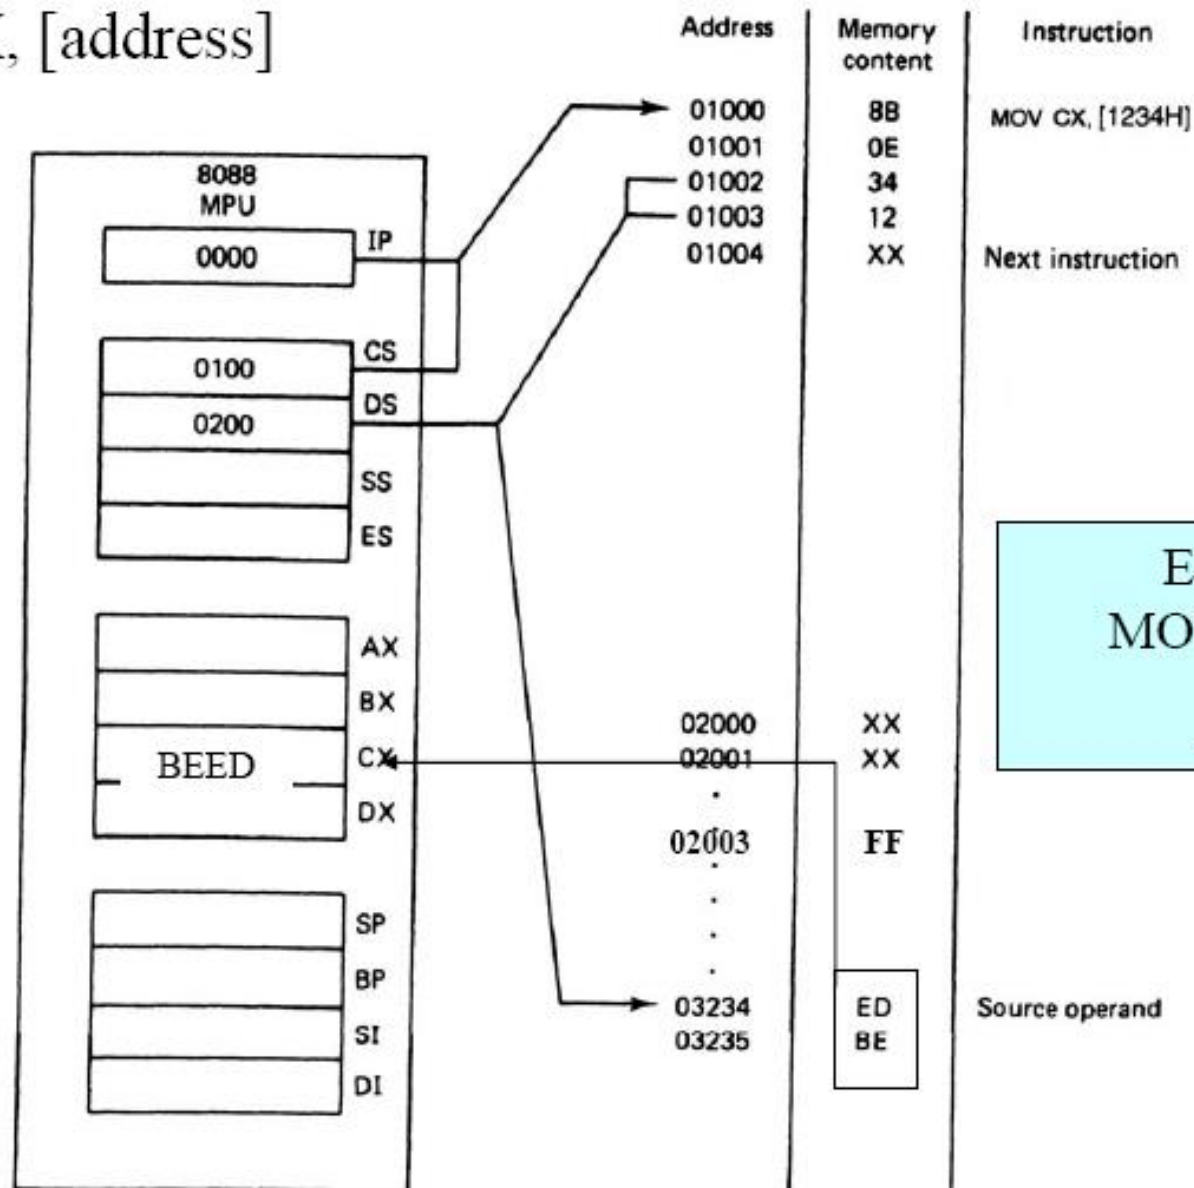 , [address]
Address Memory content Instruction
01000 8B MOV CX, [1234H]
01001 0E
01002 34
01003 12
01004 XX Next instruction
8088
MPU
0000 IP
0100 CS
0200 DS
SS
ES
AX
BX
BEED CX
DX
SP
BP
SI
DI
E
MO
02000 XX
02001 XX
02003 FF
03234 ED Source operand
03235 BE